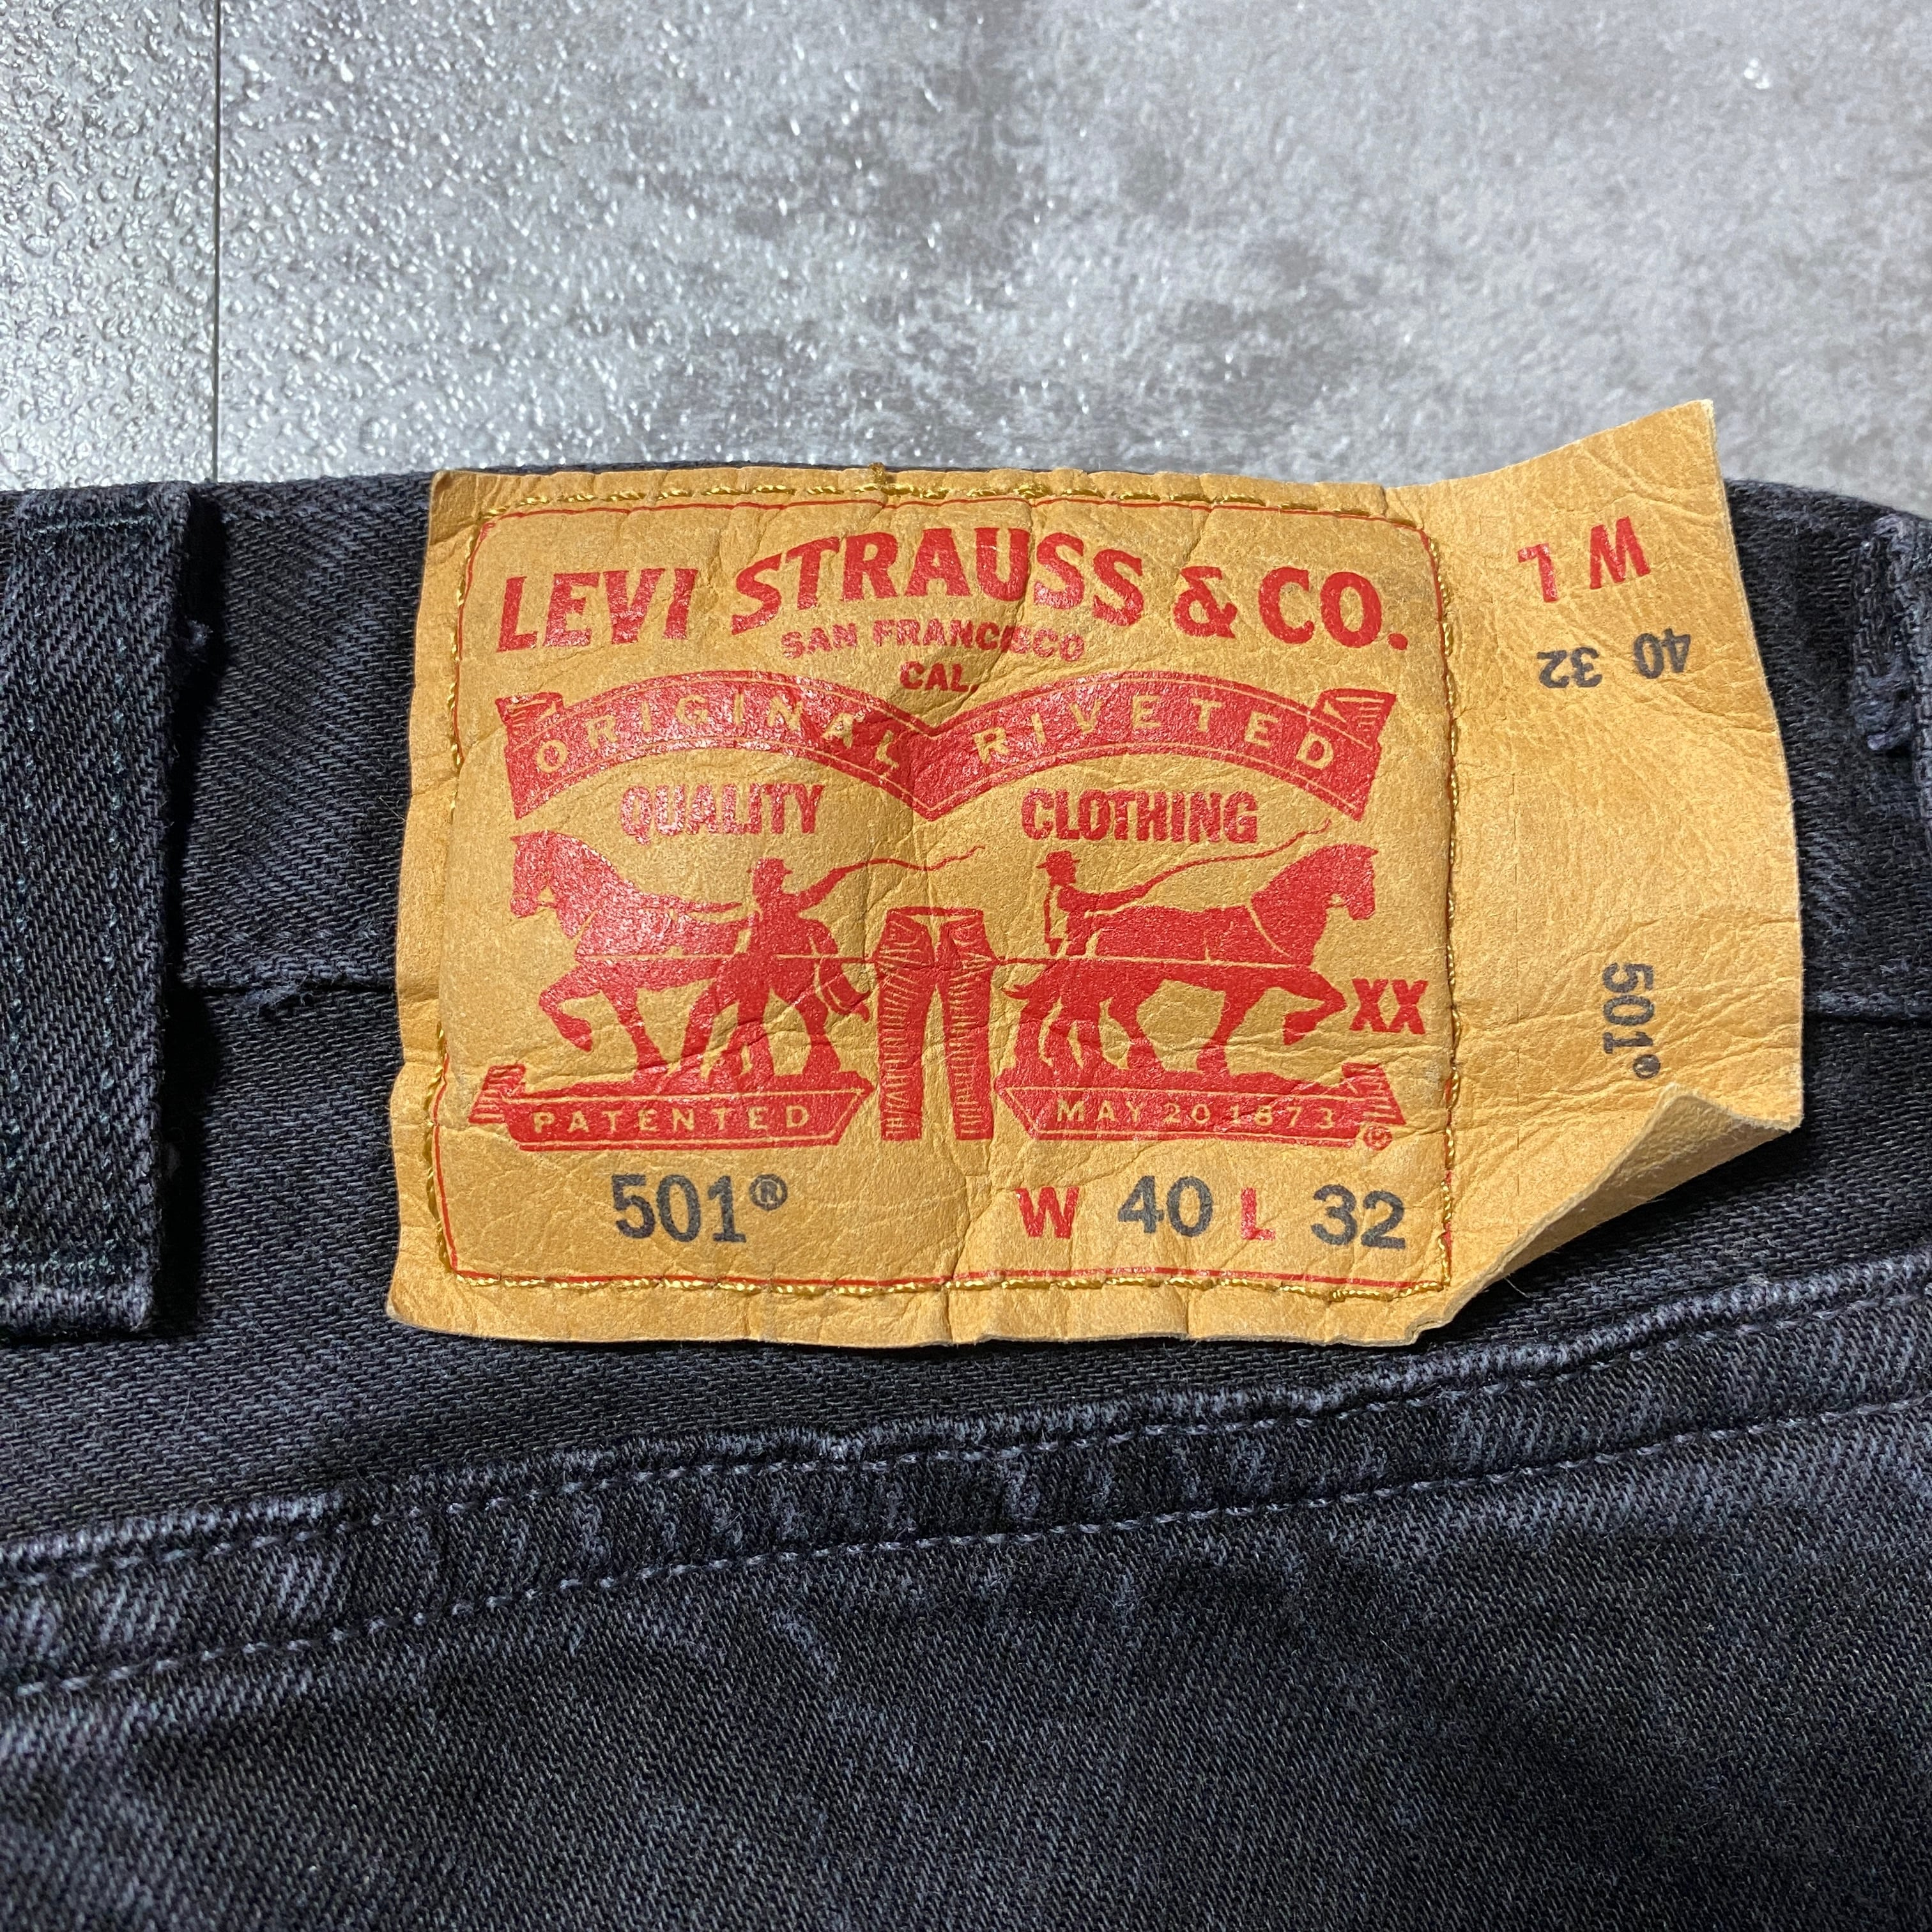 LEVI STRAUSS & CO.
SAN FRANCISCO
CAL.
ORIGINAL RIVETED
QUALITY CLOTHING
XX
PATENTED MAY 20 1873
®
501® W 40 L 32
W L
40 32
501®